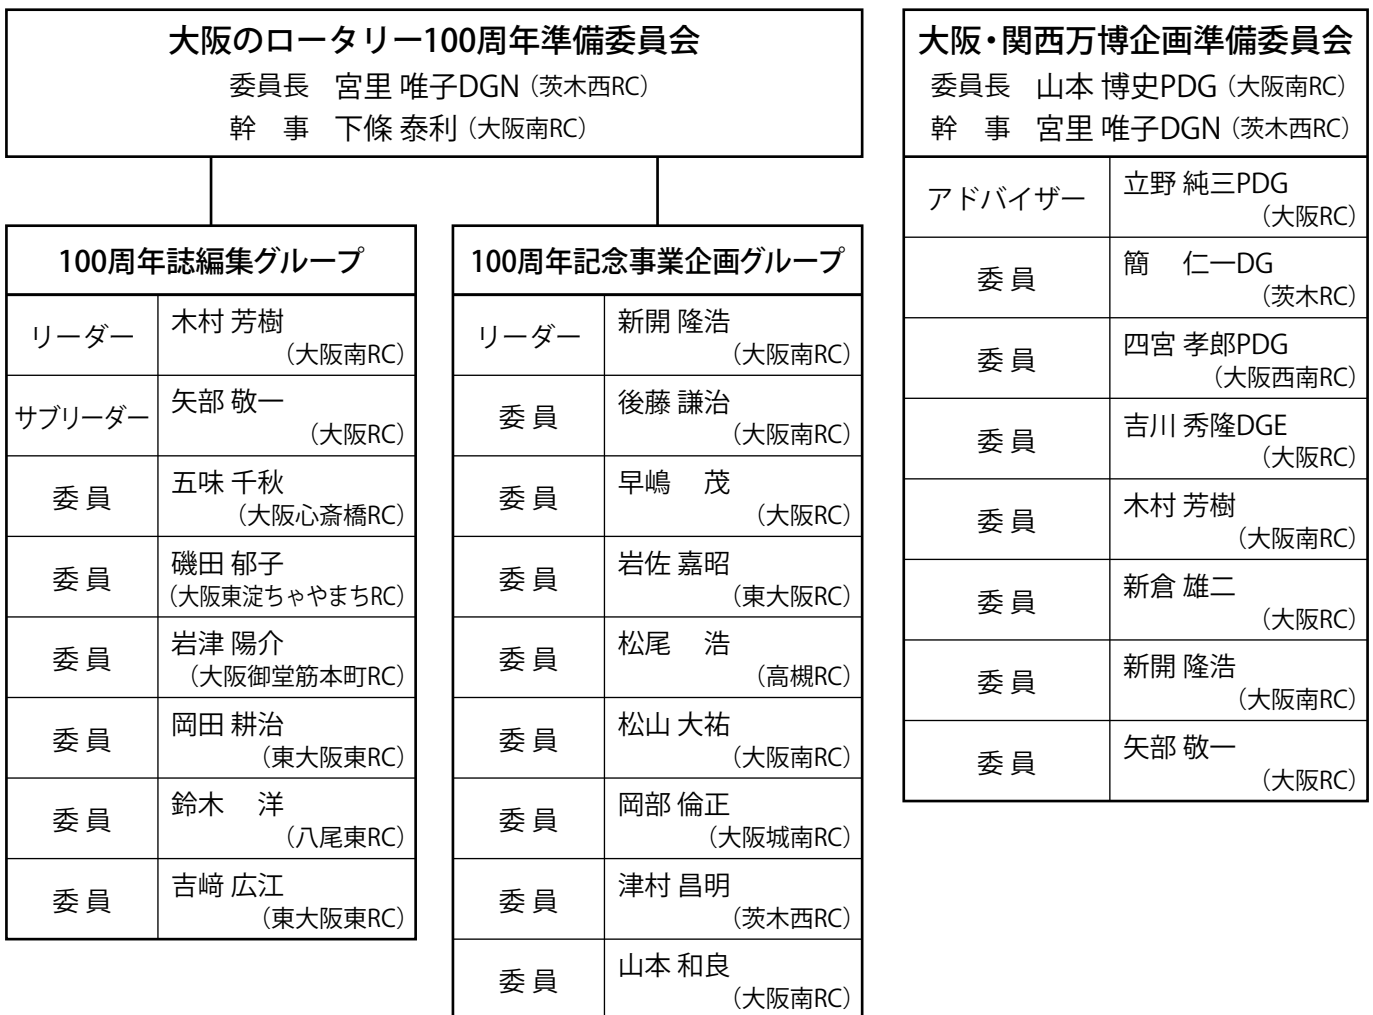 大阪のロータリー100周年準備委員会
委員長　宮里 唯子DGN（茨木西RC）
幹　事　下條 泰利（大阪南RC）
100周年誌編集グループ
リーダー　木村 芳樹
（大阪南RC）
サブリーダー　矢部 敬一
（大阪RC）
委 員　五味 千秋
（大阪心斎橋RC）
委 員　磯田 郁子
（大阪東淀ちゃやまちRC）
委 員　岩津 陽介
（大阪御堂筋本町RC）
委 員　岡田 耕治
（東大阪東RC）
委 員　鈴木　洋
（八尾東RC）
委 員　吉﨑 広江
（東大阪東RC）
100周年記念事業企画グループ
リーダー　新開 隆浩
（大阪南RC）
委 員　後藤 謙治
（大阪南RC）
委 員　早嶋　茂
（大阪RC）
委 員　岩佐 嘉昭
（東大阪RC）
委 員　松尾　浩
（高槻RC）
委 員　松山 大祐
（大阪南RC）
委 員　岡部 倫正
（大阪城南RC）
委 員　津村 昌明
（茨木西RC）
委 員　山本 和良
（大阪南RC）
大阪・関西万博企画準備委員会
委員長　山本 博史PDG（大阪南RC）
幹　事　宮里 唯子DGN（茨木西RC）
アドバイザー　立野 純三PDG
（大阪RC）
委 員　簡　仁一DG
（茨木RC）
委 員　四宮 孝郎PDG
（大阪西南RC）
委 員　吉川 秀隆DGE
（大阪RC）
委 員　木村 芳樹
（大阪南RC）
委 員　新倉 雄二
（大阪RC）
委 員　新開 隆浩
（大阪南RC）
委 員　矢部 敬一
（大阪RC）